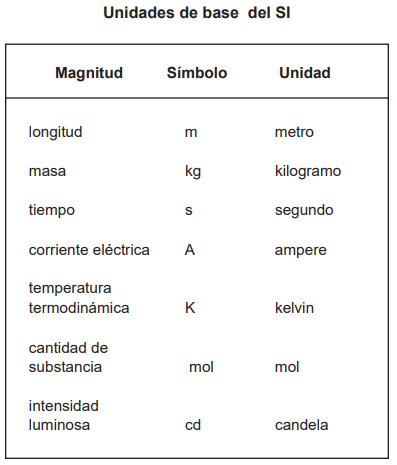 Unidades de base del SI
Magnitud Símbolo Unidad
longitud m metro
masa kg kilogramo
tiempo s segundo
corriente eléctrica A ampere
temperatura
termodinámica K kelvin
cantidad de
substancia mol mol
intensidad
luminosa cd candela